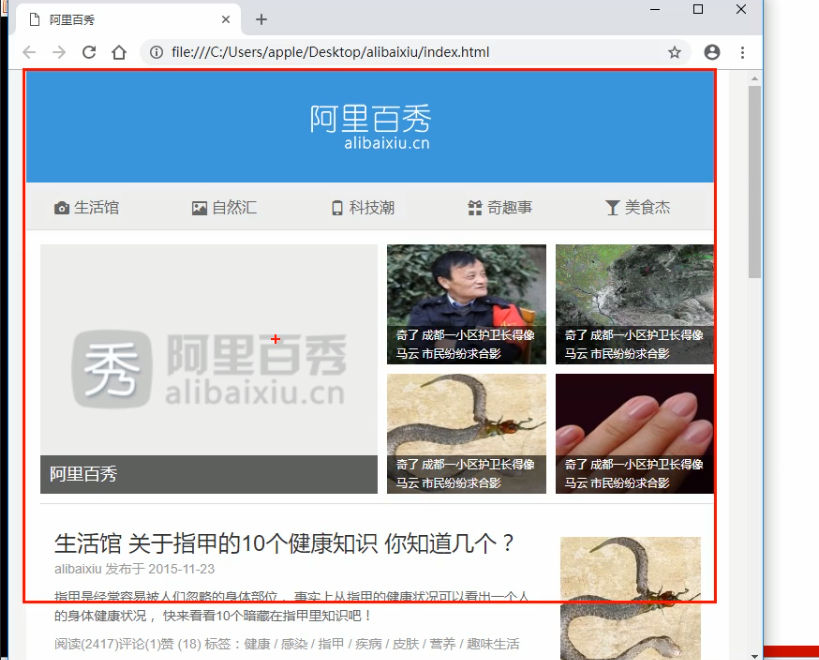 阿里百秀
file:///C:/Users/apple/Desktop/alibaixiu/index.html
阿里百秀
alibaixiu.cn
生活馆 自然汇 科技潮 奇趣事 美食杰
秀 阿里百秀
alibaixiu.cn
阿里百秀
奇了 成都一小区护卫长得像
马云 市民纷纷求合影
奇了 成都一小区护卫长得像
马云 市民纷纷求合影
奇了 成都一小区护卫长得像
马云 市民纷纷求合影
奇了 成都一小区护卫长得像
马云 市民纷纷求合影
生活馆 关于指甲的10个健康知识 你知道几个？
alibaixiu 发布于 2015-11-23
指甲是经常容易被人们忽略的身体部位， 事实上从指甲的健康状况可以看出一个人
的身体健康状况， 快来看看10个暗藏在指甲里知识吧！
阅读(2417)评论(1)赞 (18) 标签：健康 / 感染 / 指甲 / 疾病 / 皮肤 / 营养 / 趣味生活